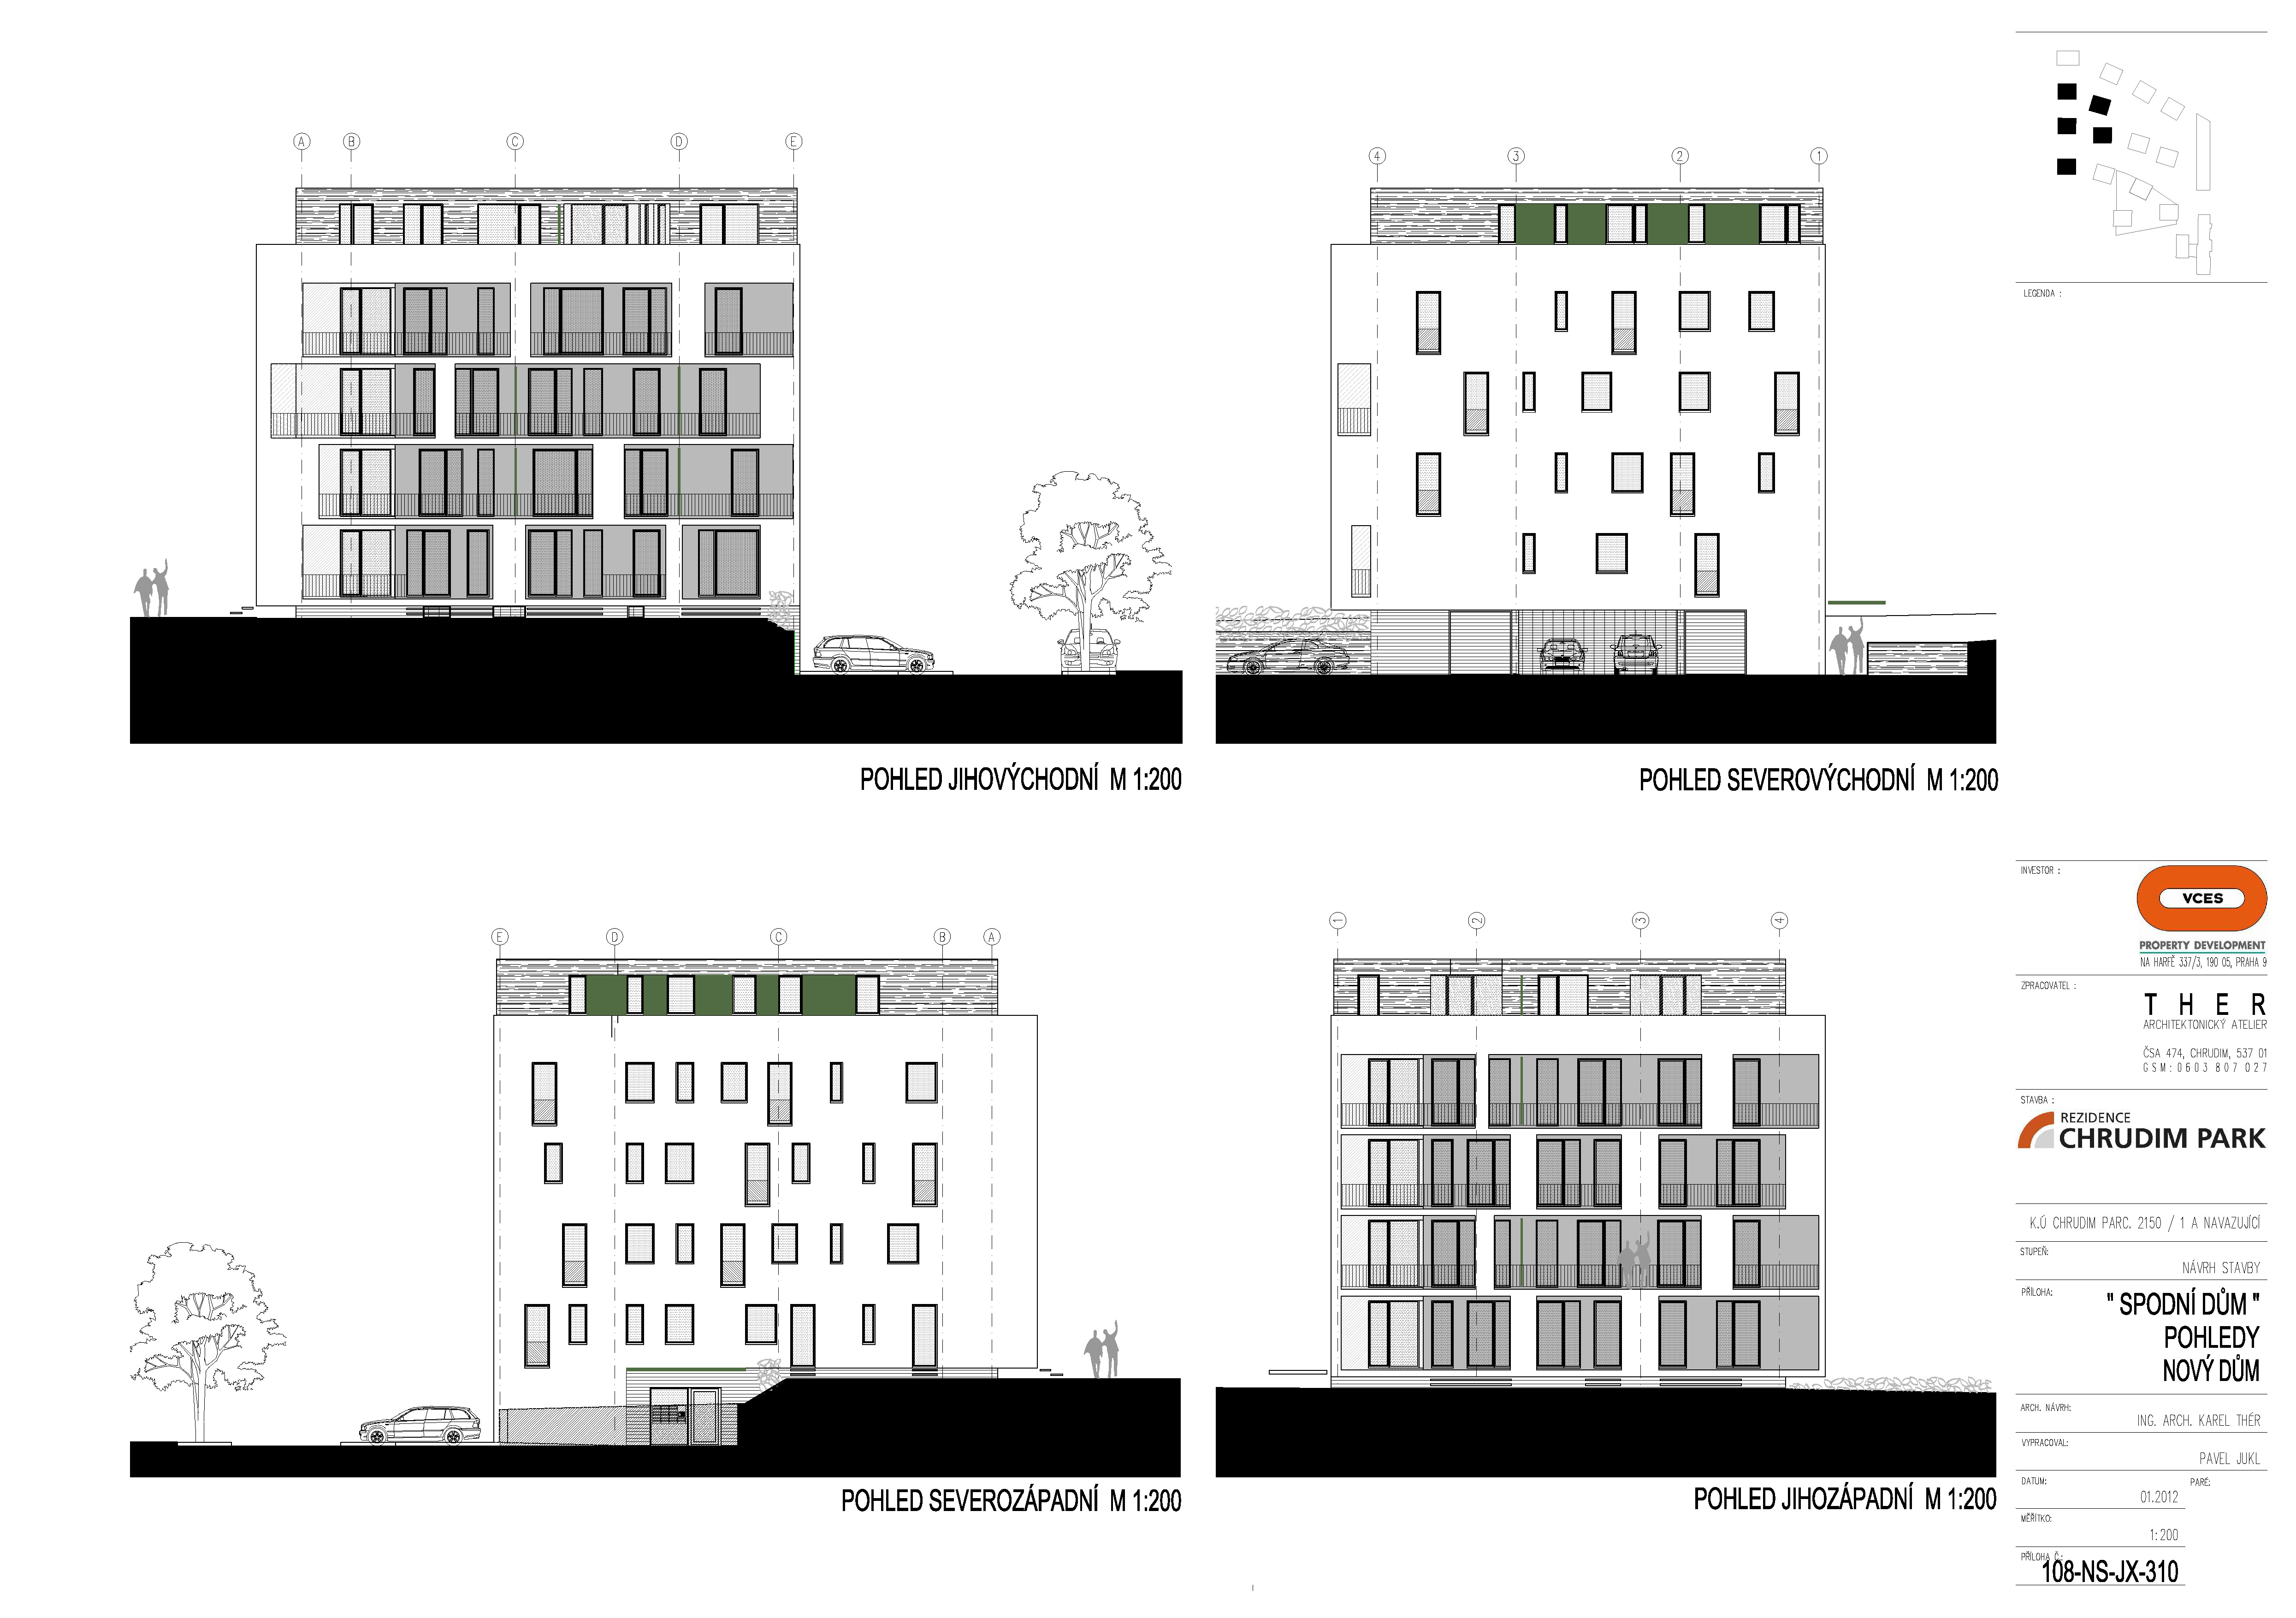 A B C D E
4 3 2 1
POHLED JIHOVÝCHODNÍ M 1:200
POHLED SEVEROVÝCHODNÍ M 1:200
E D C B A
1 2 3 4
POHLED SEVEROZÁPADNÍ M 1:200
POHLED JIHOZÁPADNÍ M 1:200
LEGENDA :
INVESTOR :
VCES
PROPERTY DEVELOPMENT
NA HARFĚ 337/3, 190 05, PRAHA 9
ZPRACOVATEL :
THER
ARCHITEKTONICKÝ ATELIER
ČSA 474, CHRUDIM, 537 01
GSM: 0603 807 027
STAVBA :
REZIDENCE
CHRUDIM PARK
K.Ú CHRUDIM PARC. 2150 / 1 A NAVAZUJÍCÍ
STUPEŇ:
NÁVRH STAVBY
PŘÍLOHA:
" SPODNÍ DŮM "
POHLEDY
NOVÝ DŮM
ARCH. NÁVRH:
ING. ARCH. KAREL THÉR
VYPRACOVAL:
PAVEL JUKL
DATUM:
PARÉ:
01.2012
MĚŘÍTKO:
1: 200
PŘÍLOHA Č.:
108-NS-JX-310